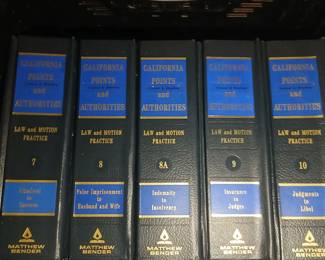 CALIFORNIA
POINTS
and
AUTHORITIES
LAW and MOTION
PRACTICE
7
to
MATTHEW
BENDER
CALIFORNIA
POINTS
and
AUTHORITIES
LAW and MOTION
PRACTICE
8
False Imprisonment
to
Husband and Wife
MATTHEW
BENDER
CALIFORNIA
POINTS
and
AUTHORITIES
LAW and MOTION
PRACTICE
8A
Indemnity
to
Insolvency
MATTHEW
BENDER
CALIFORNIA
POINTS
and
AUTHORITIES
LAW and MOTION
PRACTICE
9
Insurance
to
Judges
MATTHEW
BENDER
CALIFORNIA
POINTS
and
AUTHORITIES
LAW and MOTION
PRACTICE
10
Judgments
to
Libel
MATTHEW
BENDER